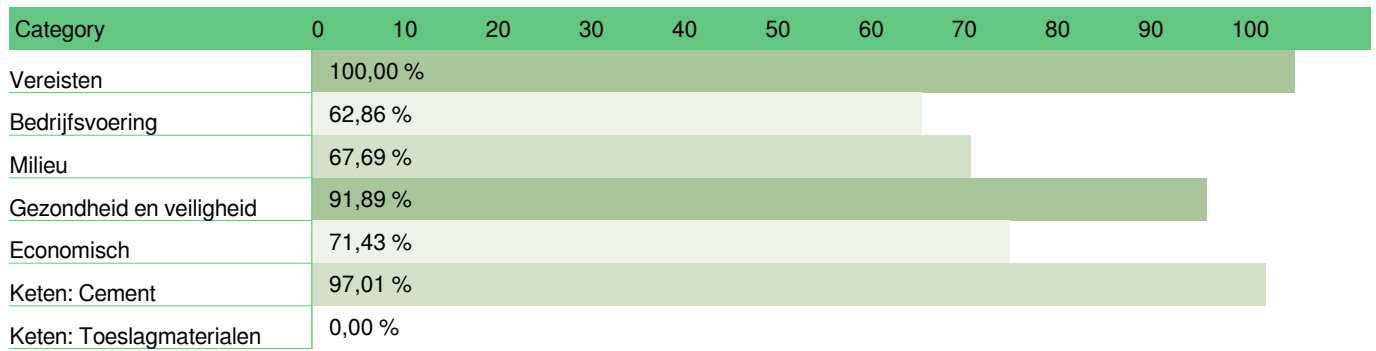 Category 0 10 20 30 40 50 60 70 80 90 100
Vereisten 100,00 %
Bedrijfsvoering 62,86 %
Milieu 67,69 %
Gezondheid en veiligheid 91,89 %
Economisch 71,43 %
Keten: Cement 97,01 %
Keten: Toeslagmaterialen 0,00 %